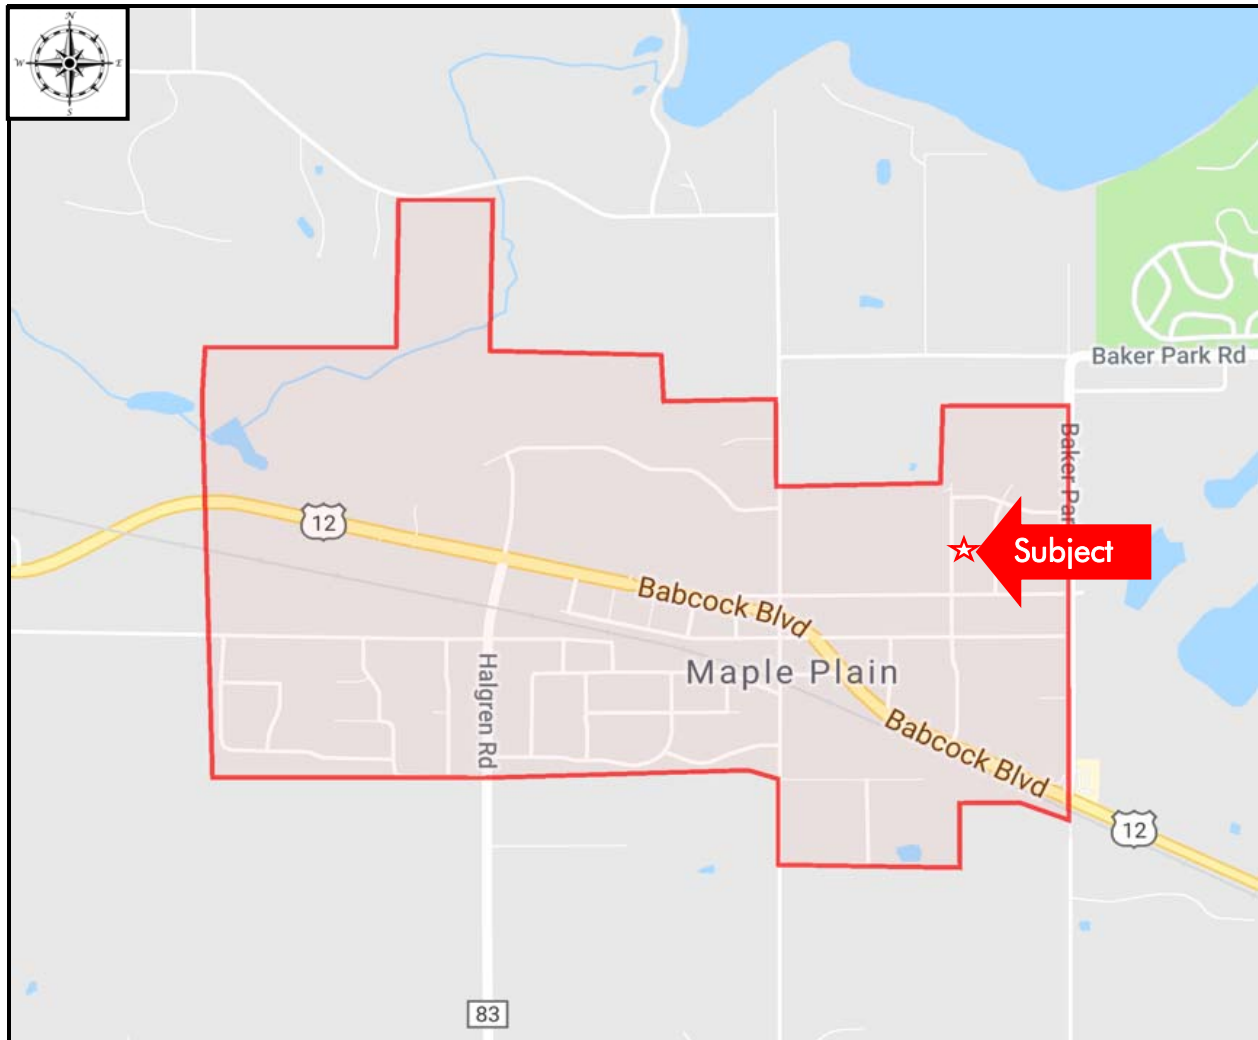 N
W E
S
Baker Park Rd
Baker Par
12
Subject
Babcock Blvd
Maple Plain
Halgren Rd
Babcock Blvd
12
83